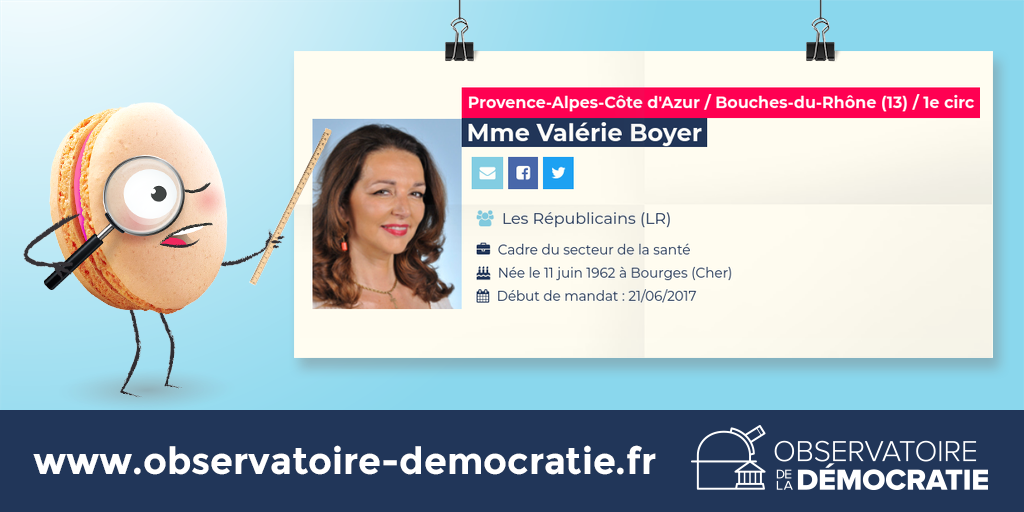 Provence-Alpes-Côte d'Azur / Bouches-du-Rhône (13) / 1e circ
Mme Valérie Boyer
Les Républicains (LR)
Cadre du secteur de la santé
Née le 11 juin 1962 à Bourges (Cher)
Début de mandat : 21/06/2017
www.observatoire-democratie.fr
OBSERVATOIRE
DE LA DÉMOCRATIE